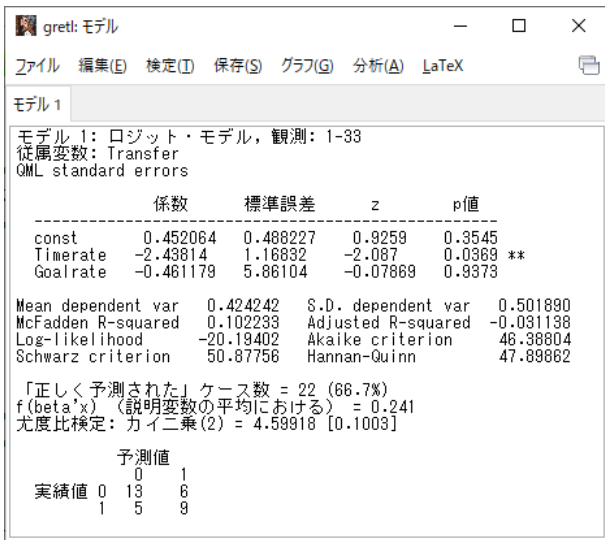 gretl: モデル
ファイル 編集(E) 検定(T) 保存(S) グラフ(G) 分析(A) LaTeX
モデル 1
モデル 1: ロジット・モデル, 観測: 1-33
従属変数: Transfer
QML standard errors
係数 標準誤差 z p値
-------------------------------------------------------
const 0.452064 0.488227 0.9259 0.3545
Timerate -2.43814 1.16832 -2.087 0.0369 **
Goalrate -0.461179 5.86104 -0.07869 0.9373
Mean dependent var 0.424242 S.D. dependent var 0.501890
McFadden R-squared 0.102233 Adjusted R-squared -0.031138
Log-likelihood -20.19402 Akaike criterion 46.38804
Schwarz criterion 50.87756 Hannan-Quinn 47.89862
「正しく予測された」ケース数 = 22 (66.7%)
f(beta'x) (説明変数の平均における) = 0.241
尤度比検定: カイ二乗(2) = 4.59918 [0.1003]
予測値
0 1
実績値 0 13 6
1 5 9